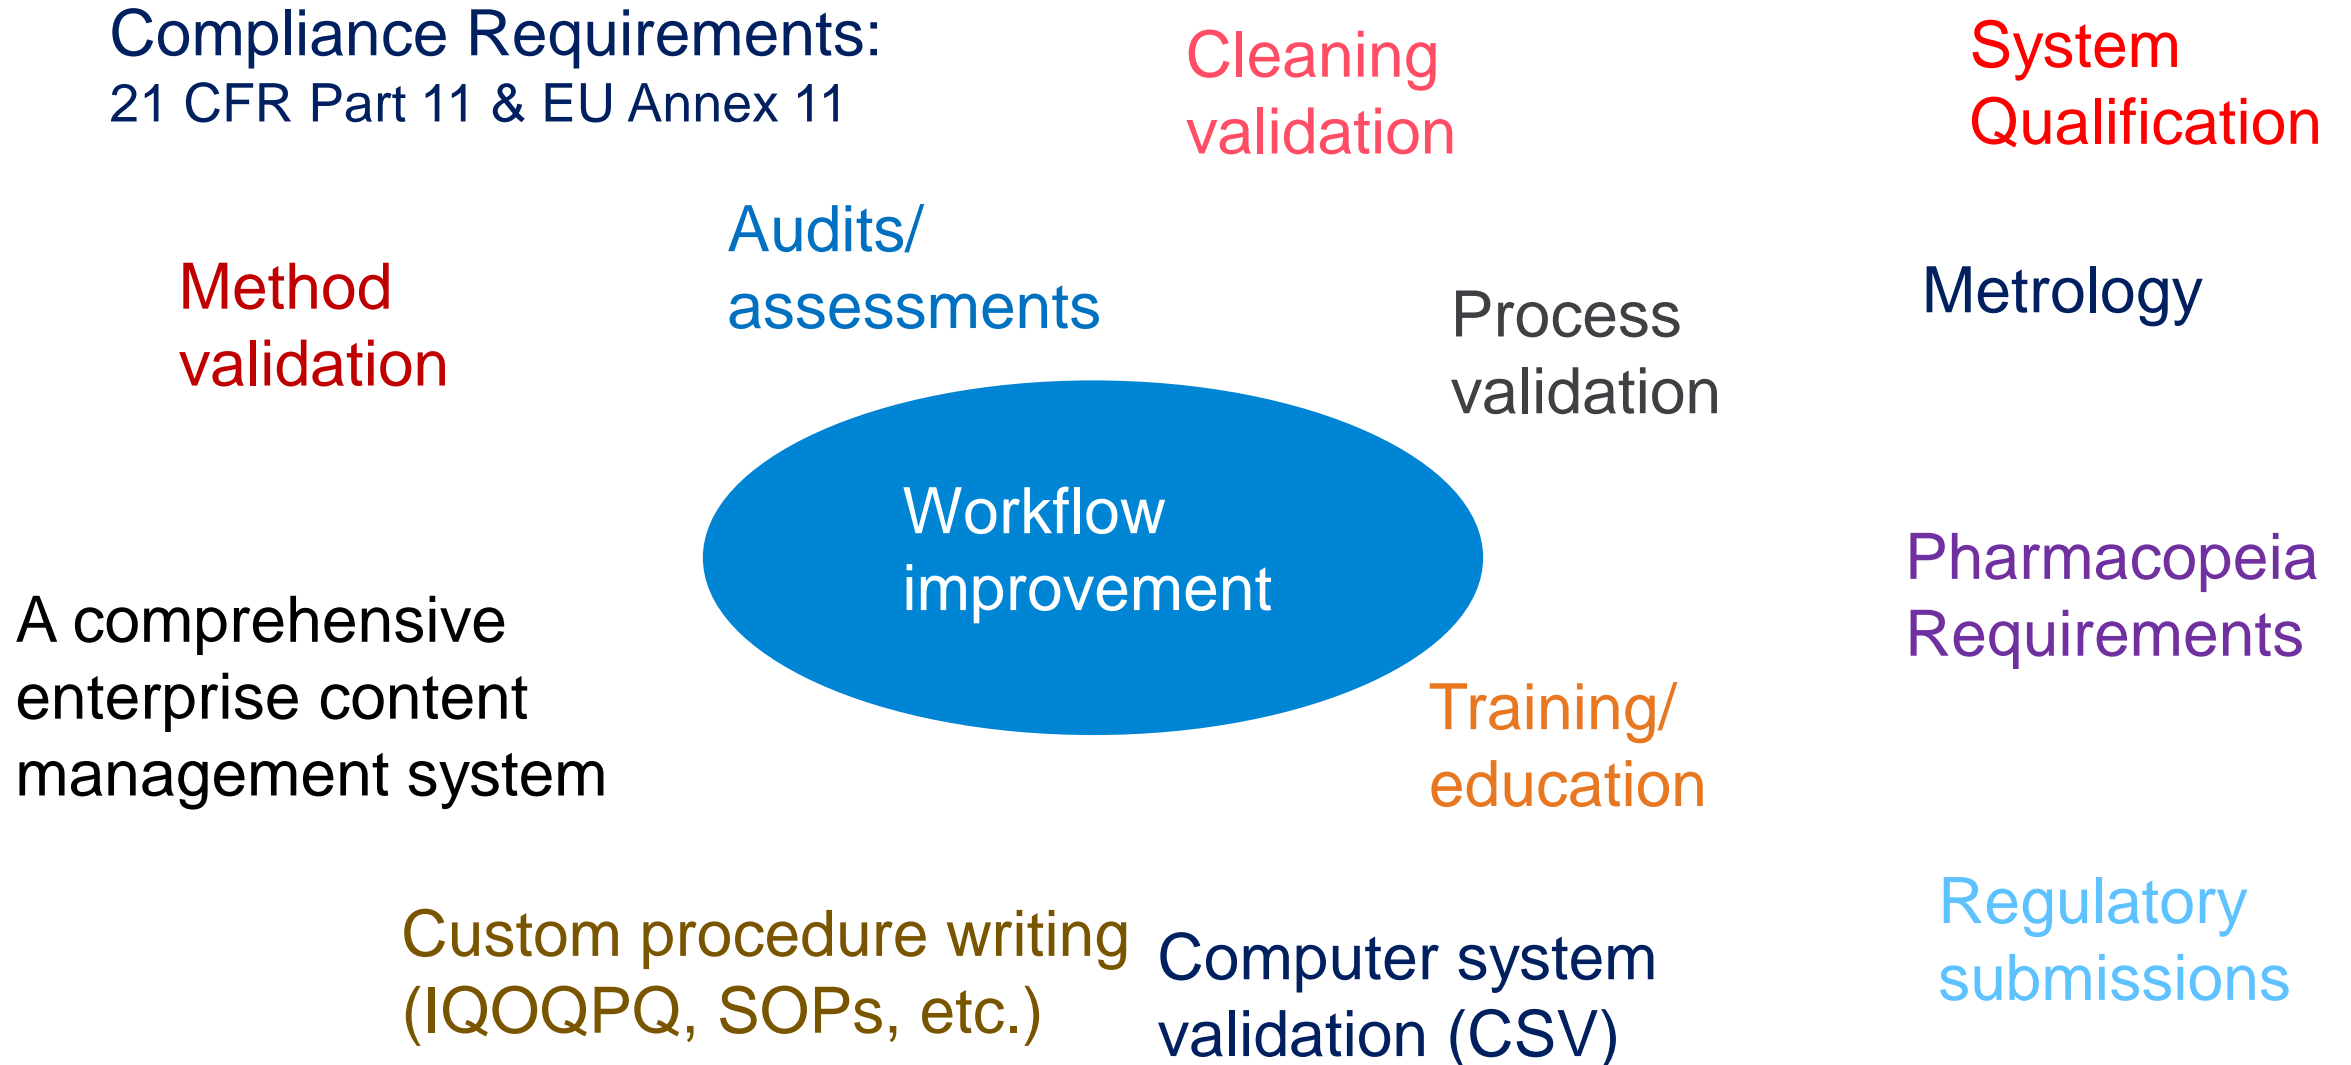 Compliance Requirements:
21 CFR Part 11 & EU Annex 11
Cleaning
validation
System
Qualification
Audits/
assessments
Method
validation
Process
validation
Metrology
Workflow
improvement
Pharmacopeia
Requirements
A comprehensive
enterprise content
management system
Training/
education
Custom procedure writing
(IQOQPQ, SOPs, etc.)
Computer system
validation (CSV)
Regulatory
submissions